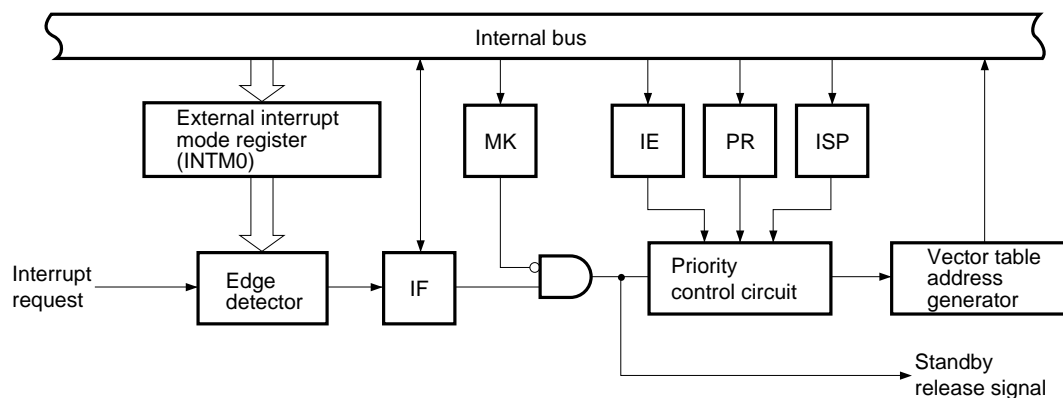 Internal bus
External interrupt
mode register
(INTM0)
MK
IE
PR
ISP
Interrupt
request
Edge
detector
IF
Priority
control circuit
Vector table
address
generator
Standby
release signal